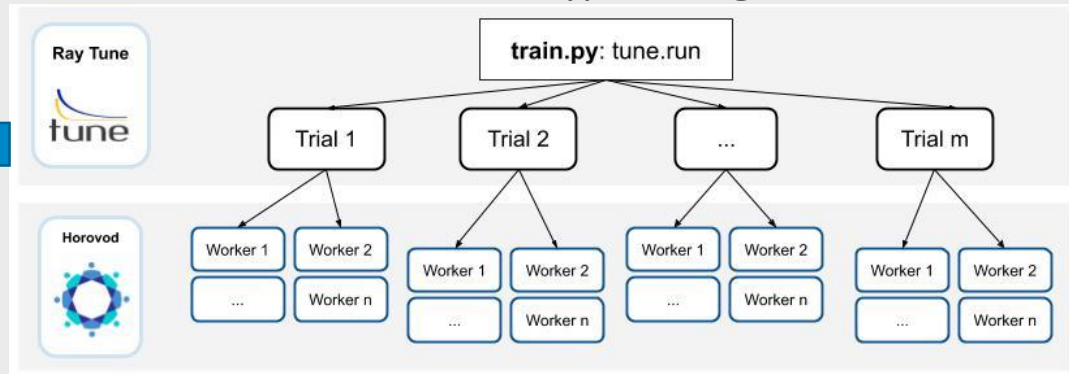 Ray Tune
tune
train.py: tune.run
Trial 1
Trial 2
...
Trial m
Horovod
Worker 1
Worker 2
...
Worker n
Worker 1
Worker 2
...
Worker n
Worker 1
Worker 2
...
Worker n
Worker 1
Worker 2
...
Worker n